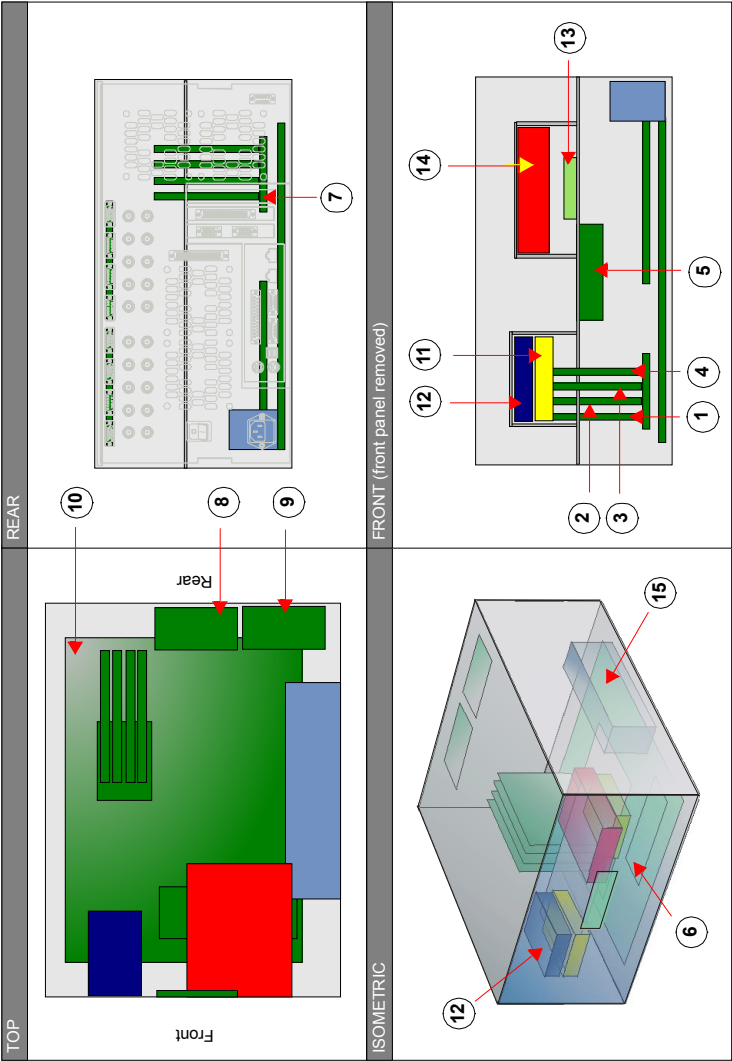 TOP
Front
Rear
10
8
9
REAR
7
ISOMETRIC
12
6
15
FRONT (front panel removed)
12
11
14
13
2
3
1
4
5